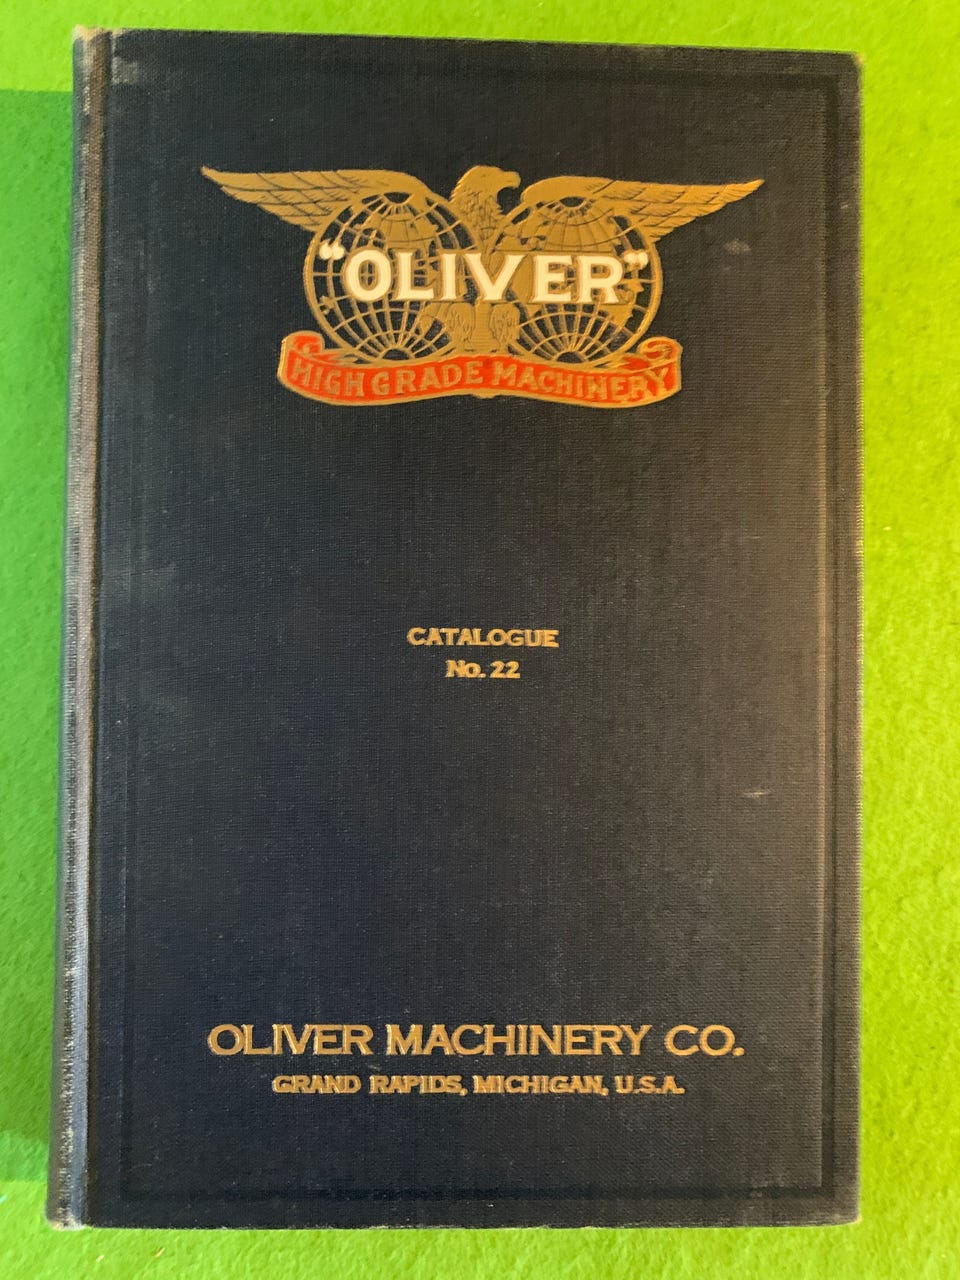 "OLIVER"
HIGH GRADE MACHINERY
CATALOGUE
No. 22
OLIVER MACHINERY CO.
GRAND RAPIDS, MICHIGAN, U.S.A.